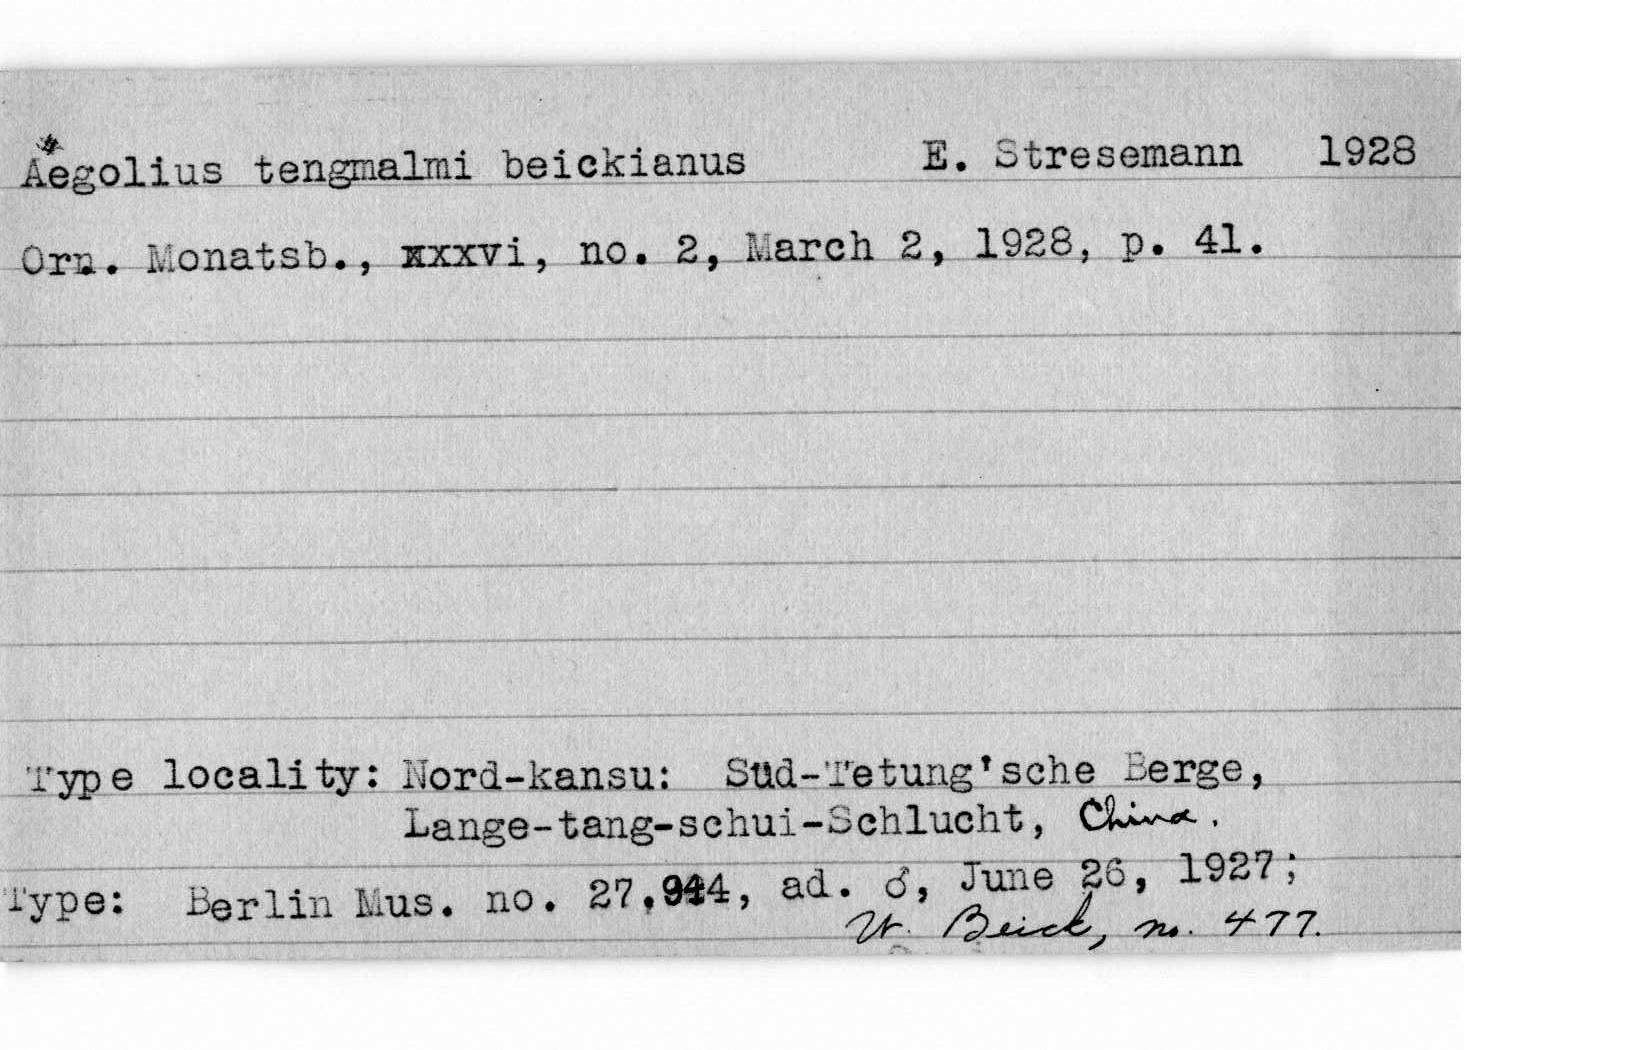 Aegolius tengmalmi beickianus E. Stresemann 1928
Orn. Monatsb., xxxvi, no. 2, March 2, 1928, p. 41.
Type locality: Nord-kansu: Süd-Tetung'sche Berge,
Lange-tang-schui-Schlucht, China.
Type: Berlin Mus. no. 27.944, ad. ♂, June 26, 1927;
W. Beick, no. 477.